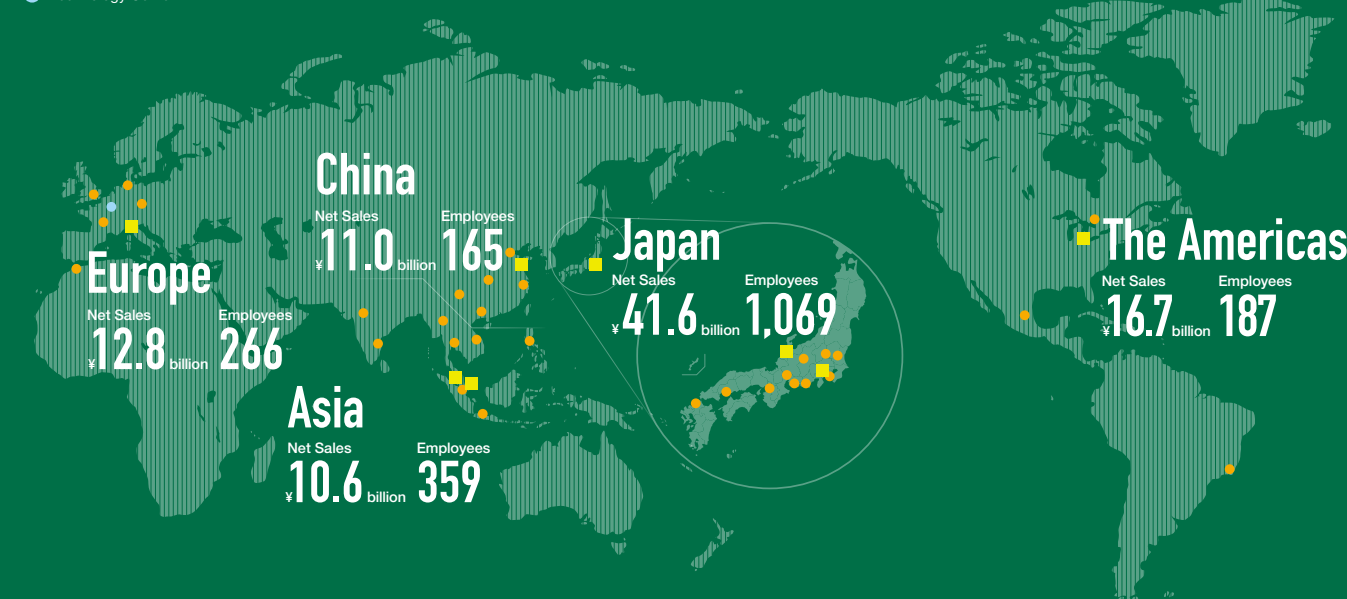 China
Net Sales Employees
¥11.0 billion 165
Japan
Net Sales Employees
¥41.6 billion 1,069
The Americas
Net Sales Employees
¥16.7 billion 187
Europe
Net Sales Employees
¥12.8 billion 266
Asia
Net Sales Employees
¥10.6 billion 359